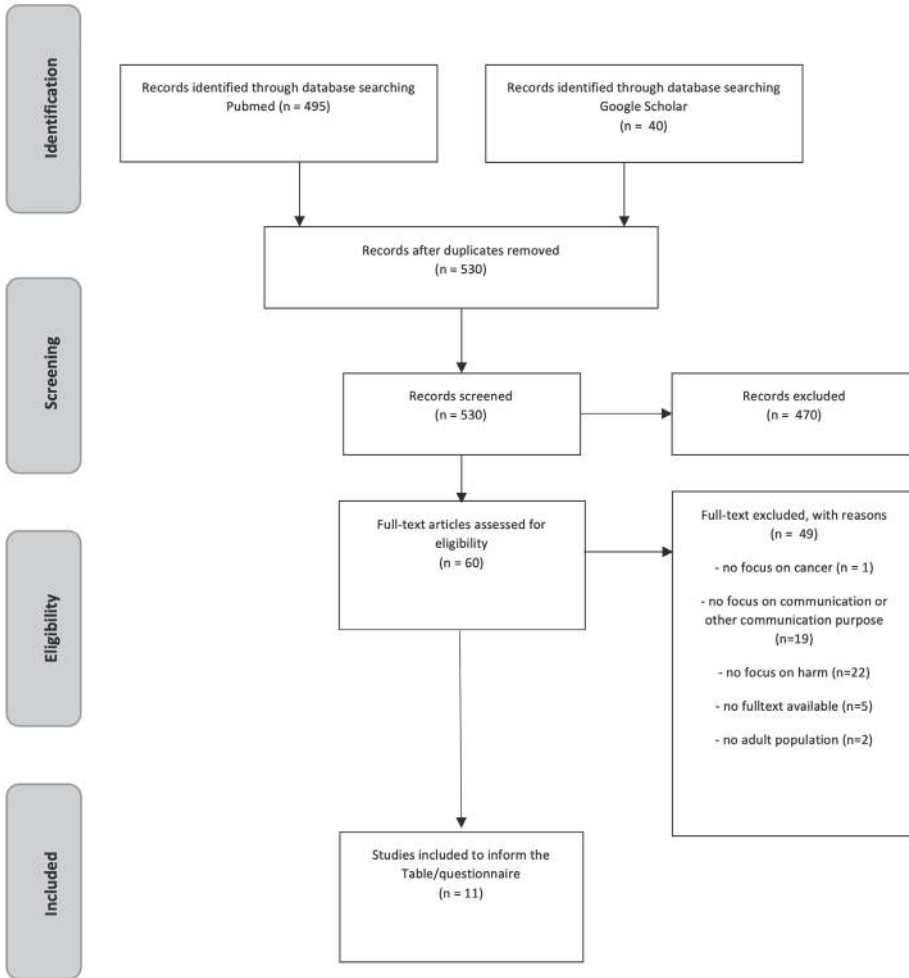 Identification
Records identified through database searching
Pubmed (n = 495)
Records identified through database searching
Google Scholar
(n = 40)
Records after duplicates removed
(n = 530)
Screening
Records screened
(n = 530)
Records excluded
(n = 470)
Eligibility
Full-text articles assessed for
eligibility
(n = 60)
Full-text excluded, with reasons
(n = 49)
- no focus on cancer (n = 1)
- no focus on communication or
other communication purpose
(n=19)
- no focus on harm (n=22)
- no fulltext available (n=5)
- no adult population (n=2)
Included
Studies included to inform the
Table/questionnaire
(n = 11)